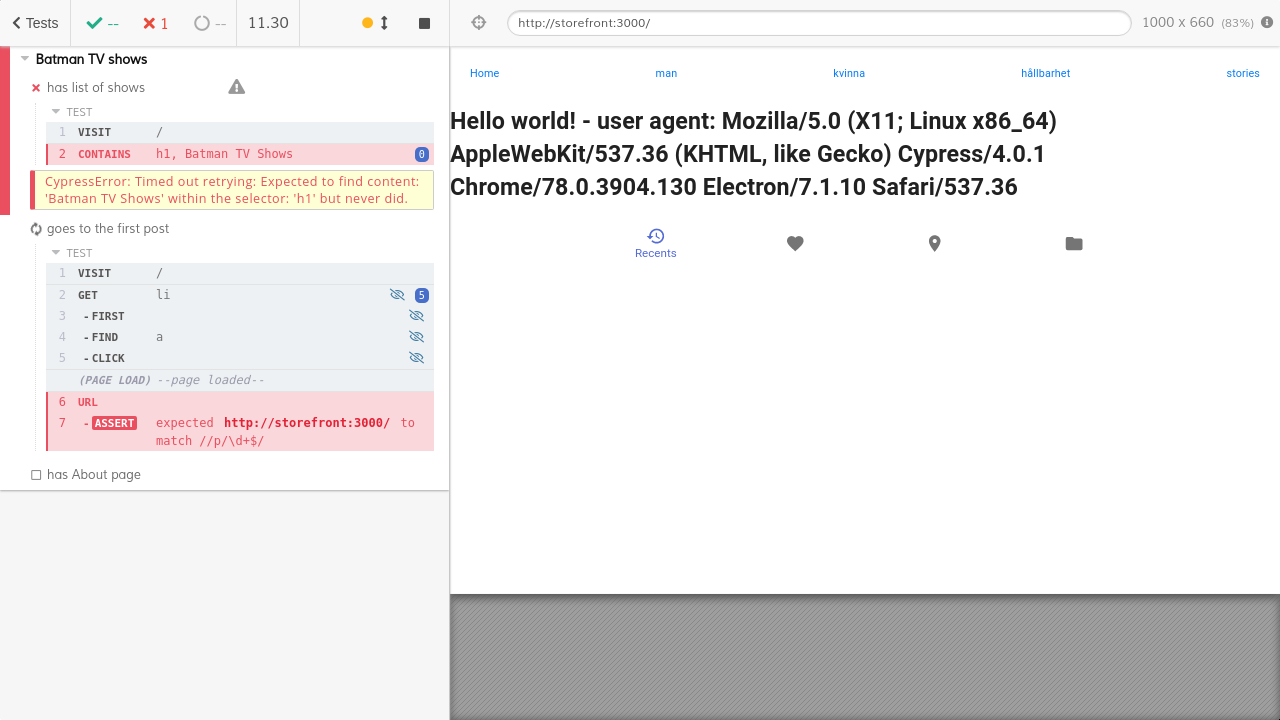 Tests
--
1
--
11.30
http://storefront:3000/
1000 x 660 (83%)
Batman TV shows
has list of shows
TEST
1 VISIT /
2 CONTAINS h1, Batman TV Shows 0
CypressError: Timed out retrying: Expected to find content:
'Batman TV Shows' within the selector: 'h1' but never did.
goes to the first post
TEST
1 VISIT /
2 GET li 5
3 -FIRST
4 -FIND a
5 -CLICK
(PAGE LOAD) --page loaded--
6 URL
7 -ASSERT expected http://storefront:3000/ to
match //p/\d+$/
has About page
Home man kvinna hållbarhet stories
Hello world! - user agent: Mozilla/5.0 (X11; Linux x86_64)
AppleWebKit/537.36 (KHTML, like Gecko) Cypress/4.0.1
Chrome/78.0.3904.130 Electron/7.1.10 Safari/537.36
Recents